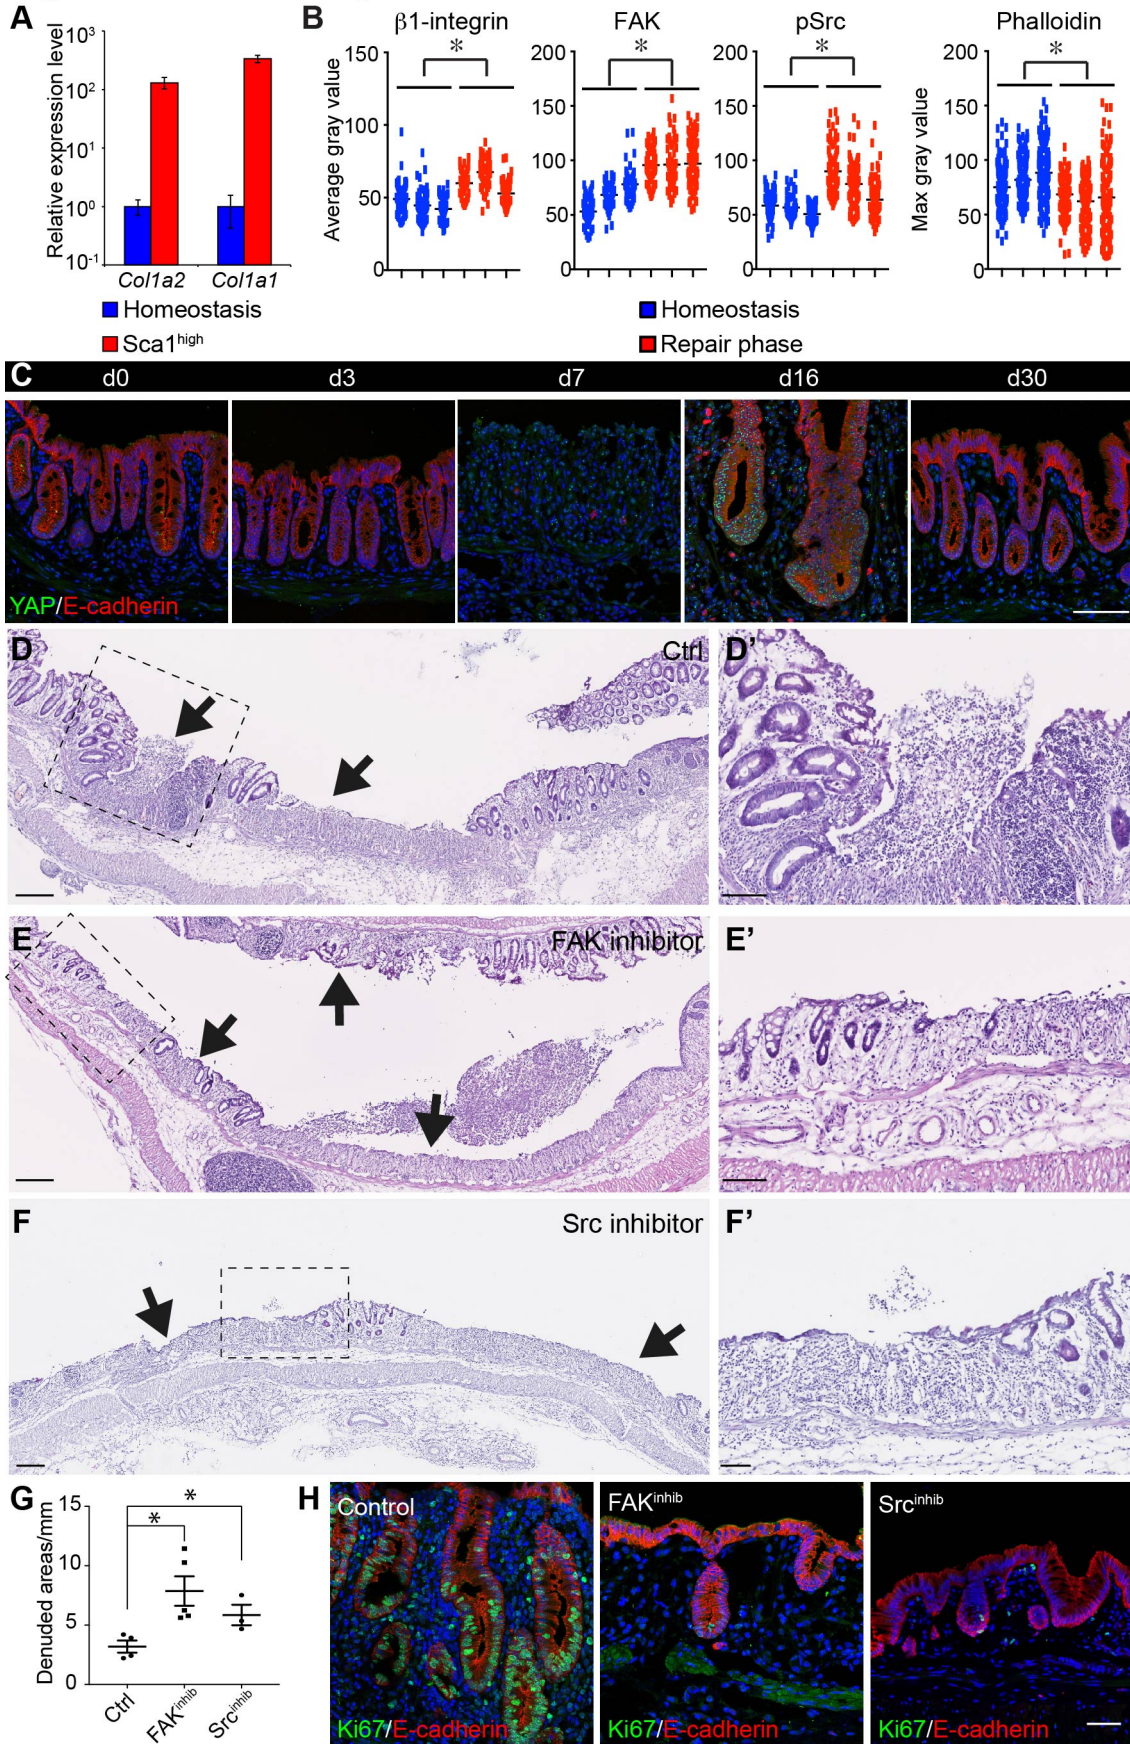 A
Relative expression level
10³
10²
10¹
10⁰
10⁻¹
Col1a2
Col1a1
Homeostasis
Sca1ʰⁱᵍʰ
B
β1-integrin
FAK
pSrc
Phalloidin
Average gray value
150
100
50
0
*
200
150
100
50
0
*
200
150
100
50
0
*
Max gray value
200
150
100
50
0
*
Homeostasis
Repair phase
C
d0
d3
d7
d16
d30
YAP/E-cadherin
D
Ctrl
D'
E
FAK inhibitor
E'
F
Src inhibitor
F'
G
Denuded areas/mm
15
10
5
0
*
*
Ctrl
FAKⁱⁿʰⁱᵇ
Srcⁱⁿʰⁱᵇ
H
Control
FAKⁱⁿʰⁱᵇ
Srcⁱⁿʰⁱᵇ
Ki67/E-cadherin
Ki67/E-cadherin
Ki67/E-cadherin